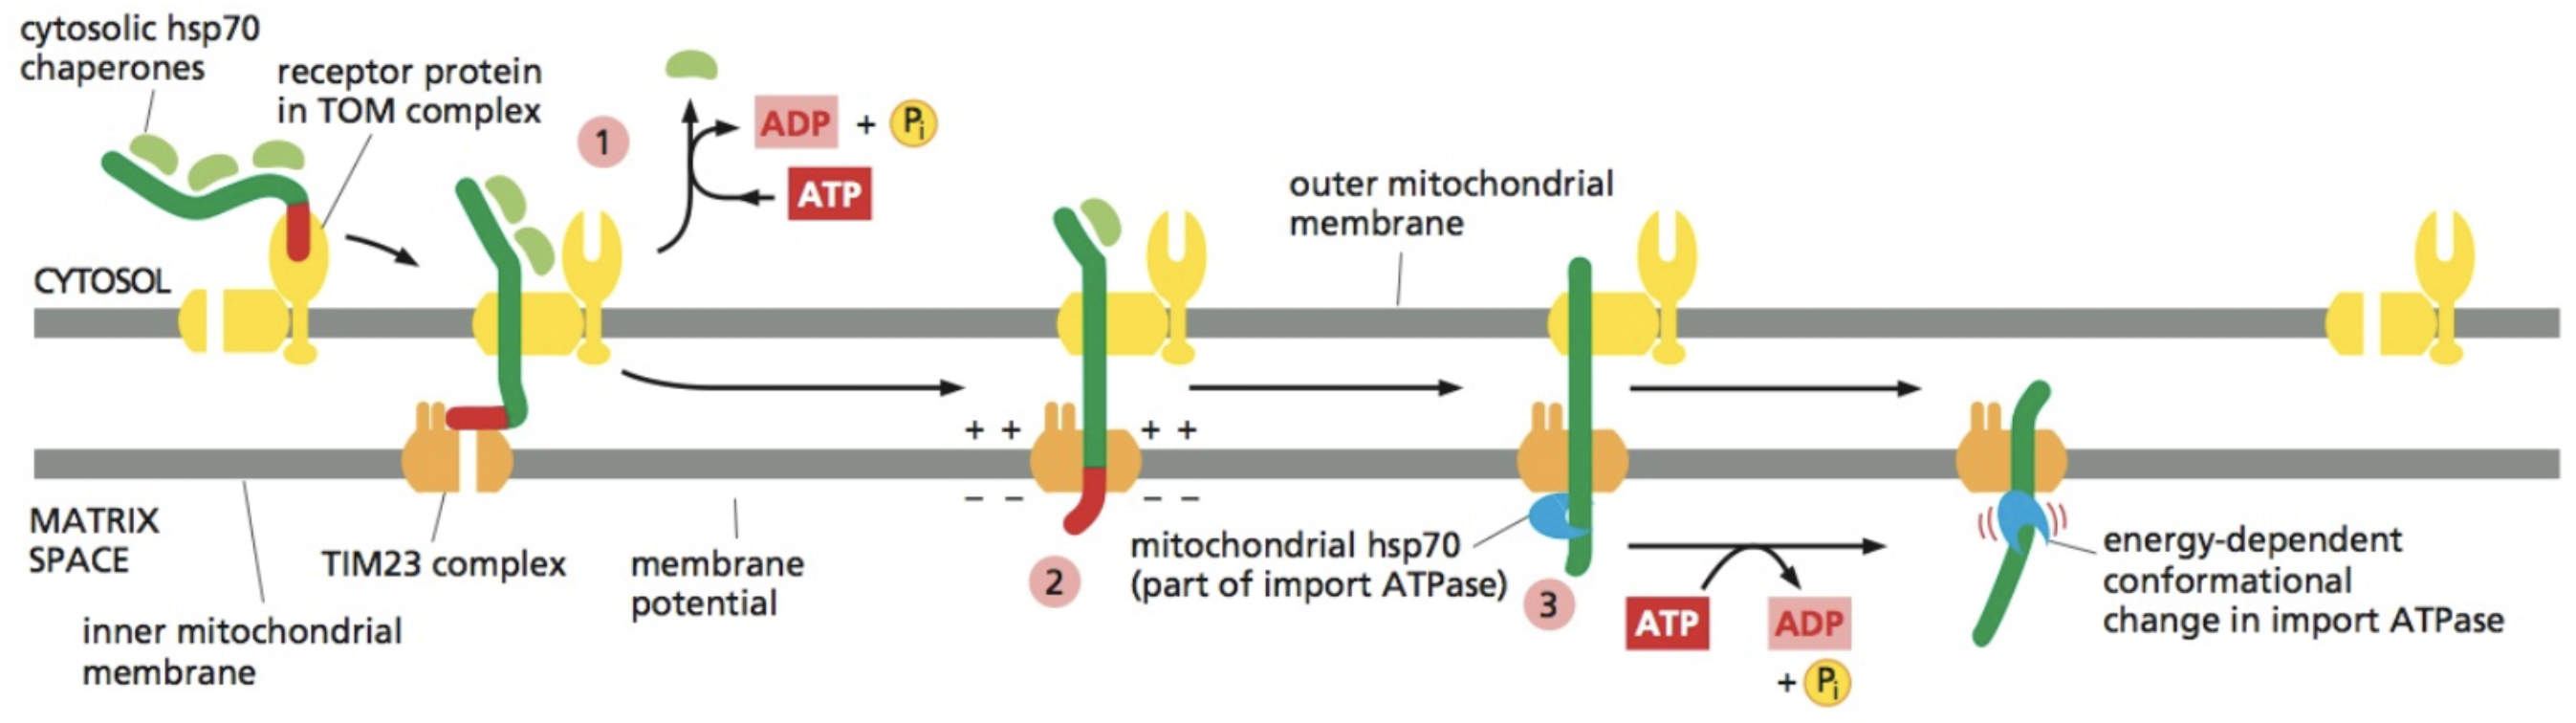 cytosolic hsp70
chaperones
receptor protein
in TOM complex
1
ADP + Pi
ATP
outer mitochondrial
membrane
CYTOSOL
+ +
+ +
– –
– –
MATRIX
SPACE
TIM23 complex
membrane
potential
inner mitochondrial
membrane
2
mitochondrial hsp70
(part of import ATPase)
3
ATP
ADP
+ Pi
energy-dependent
conformational
change in import ATPase